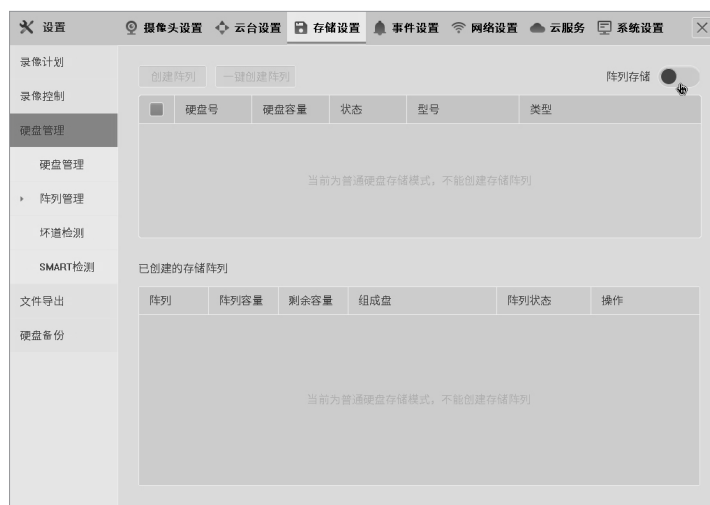 设置 摄像头设置 云台设置 存储设置 事件设置 网络设置 云服务 系统设置
录像计划
录像控制
硬盘管理
硬盘管理
阵列管理
坏道检测
SMART检测
文件导出
硬盘备份
创建阵列 一键创建阵列 阵列存储
硬盘号 硬盘容量 状态 型号 类型
当前为普通硬盘存储模式，不能创建存储阵列
已创建的存储阵列
阵列 阵列容量 剩余容量 组成盘 阵列状态 操作
当前为普通硬盘存储模式，不能创建存储阵列